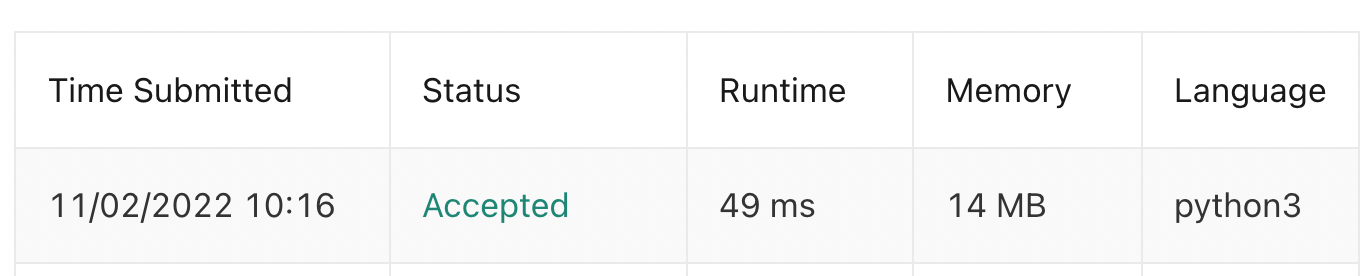 Time Submitted Status Runtime Memory Language
11/02/2022 10:16 Accepted 49 ms 14 MB python3